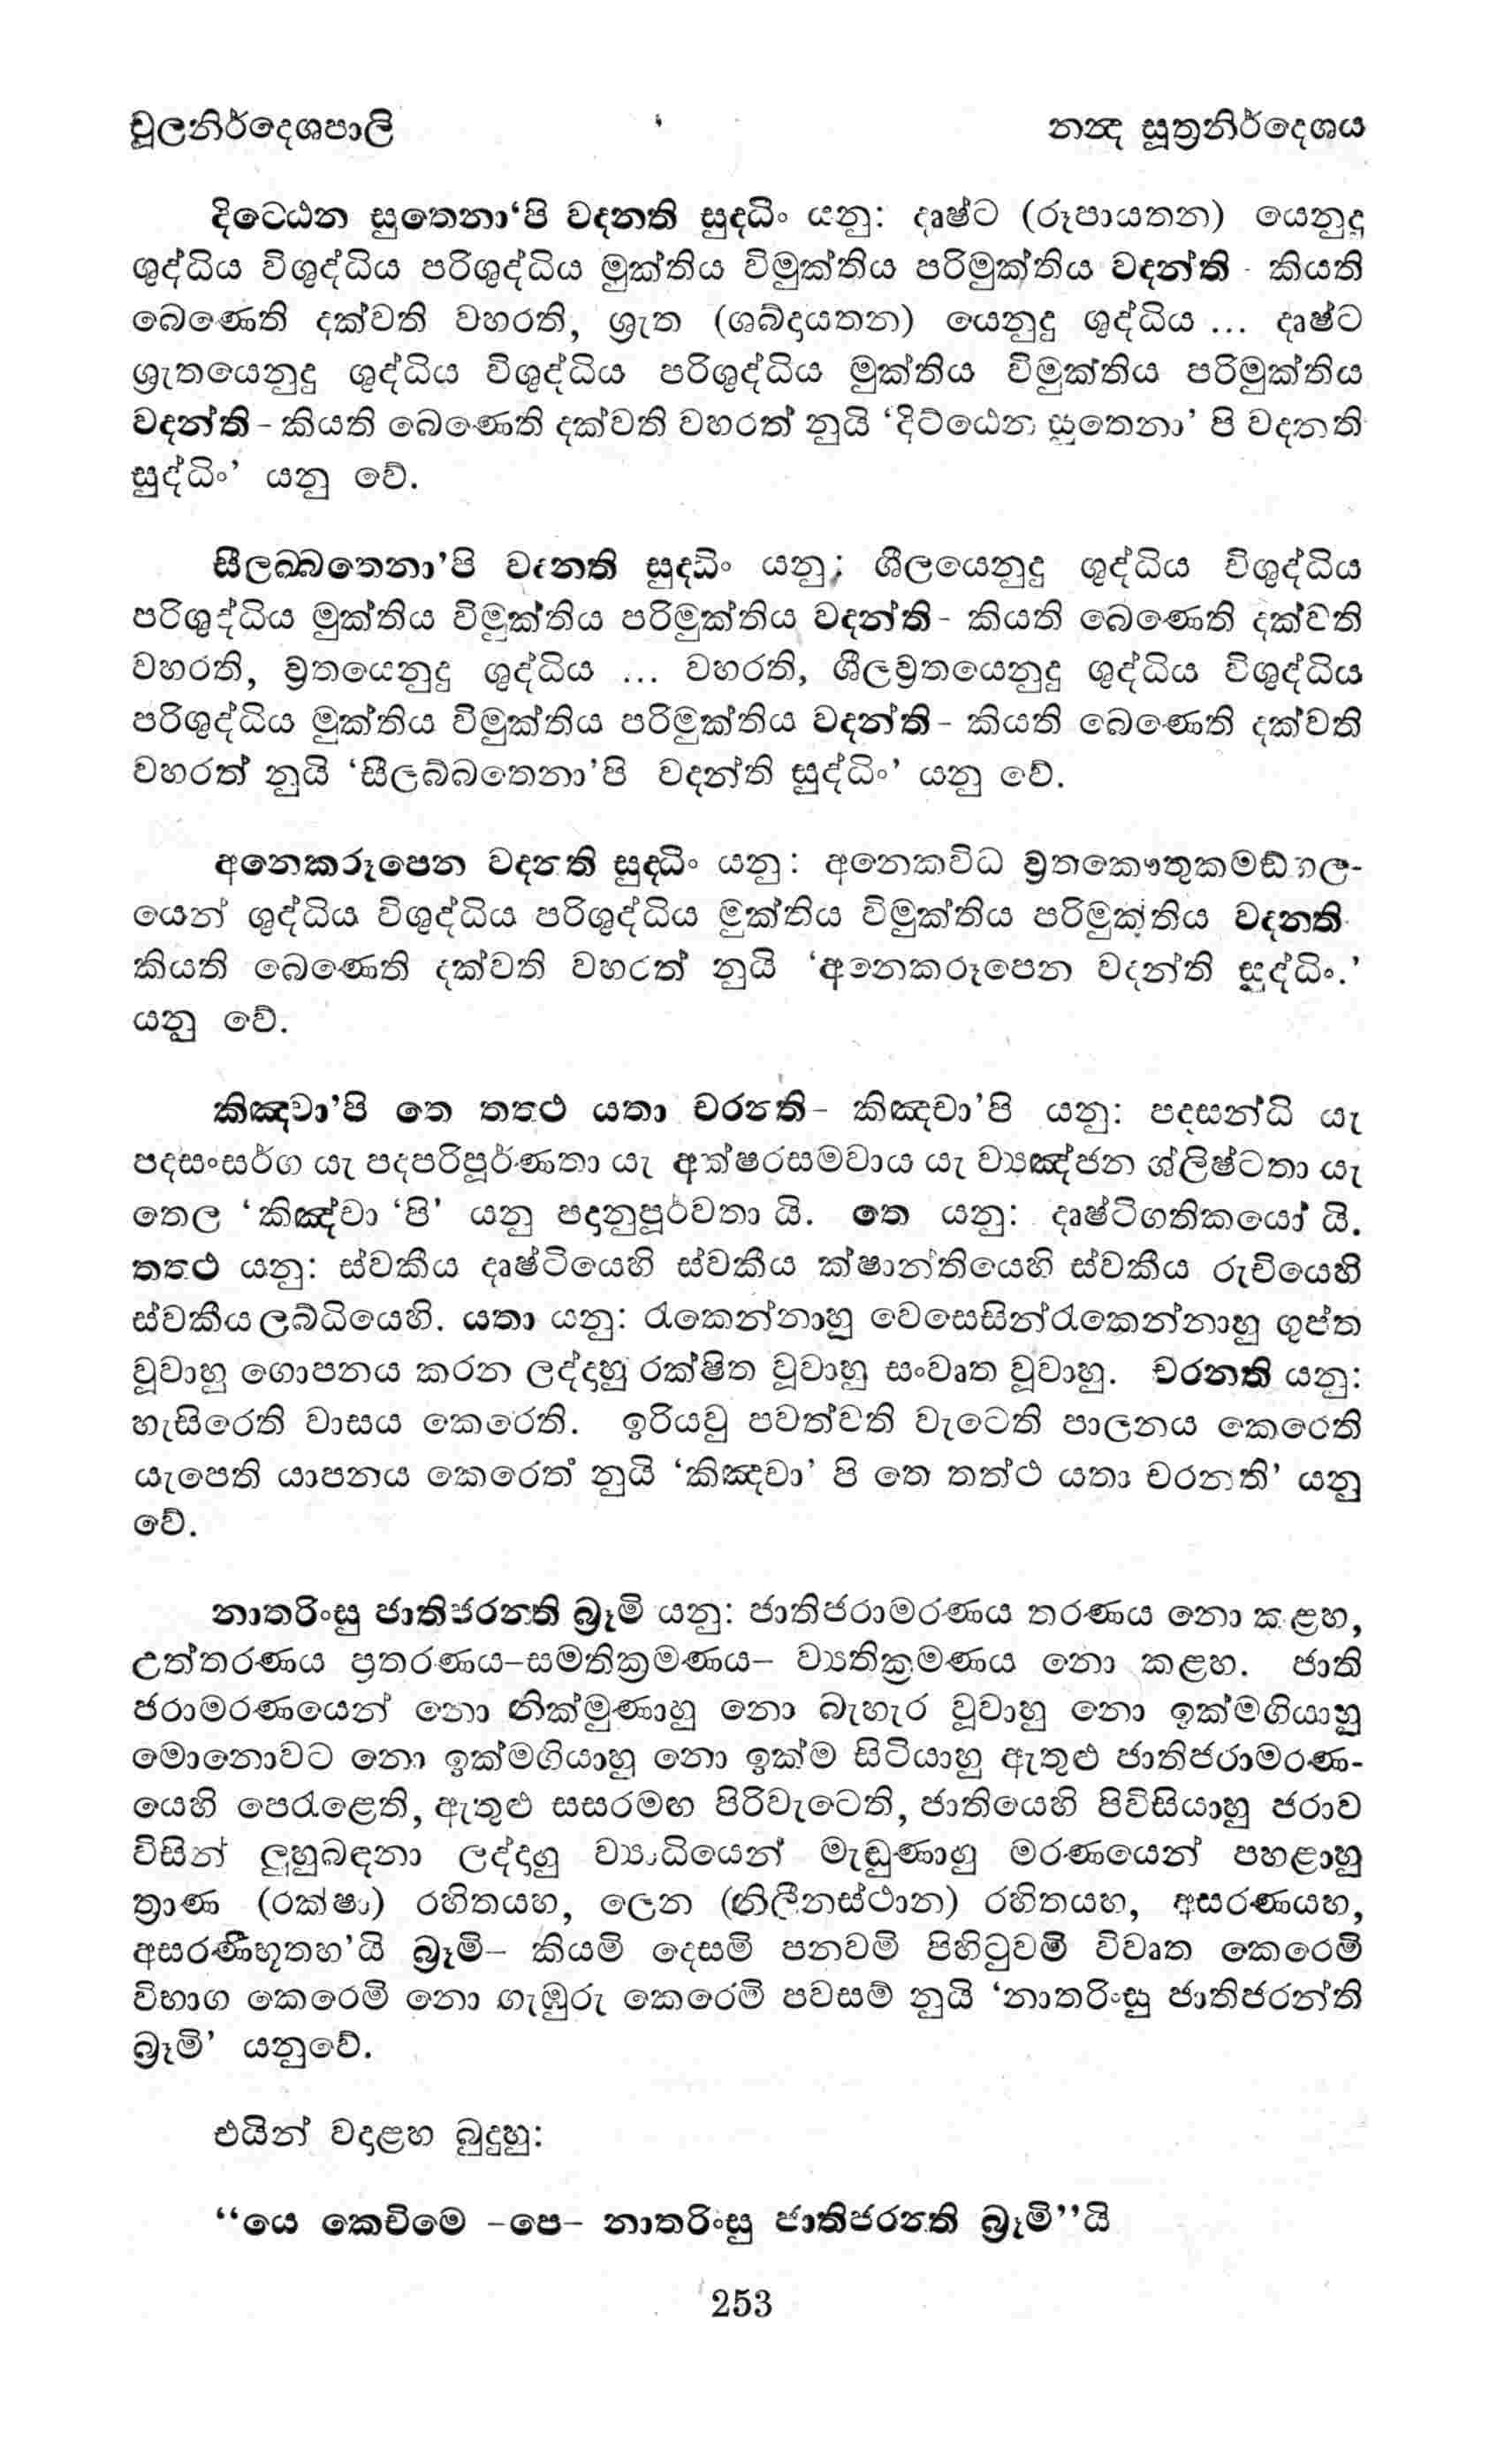 චූලනිර්දෙශපාලි
නන්‍ද සූත්‍රනිර්දෙශය
දිට්ඨෙන සුතෙනා‘පි වදන්‍ති සුද්‍ධිං යනු: දෘෂ්ට (රූපායතන) යෙනුදු
ශුද්ධිය විශුද්ධිය පරිශුද්ධිය මුක්තිය විමුක්තිය පරිමුක්තිය වදන්ති - කියති
බෙණෙති දක්වති වහරති, ශ්‍රැත (ශබ්දායතන) යෙනුදු ශුද්ධිය ... දෘෂ්ට
ශ්‍රැතයෙනුදු ශුද්ධිය විශුද්ධිය පරිශුද්ධිය මුක්තිය විමුක්තිය පරිමුක්තිය
වදන්ති - කියති බෙණෙති දක්වති වහරත් නුයි ‘දිට්ඨෙන සුතෙනා’ පි වදන්‍ති
සුද්ධිං’ යනු වේ.
සීලබ්‍බතෙනා’පි වදන්‍ති සුද්‍ධිං යනු; ශීලයෙනුදු ශුද්ධිය විශුද්ධිය
පරිශුද්ධිය මුක්තිය විමුක්තිය පරිමුක්තිය වදන්ති - කියති බෙණෙති දක්වති
වහරති, ව්‍රතයෙනුදු ශුද්ධිය ... වහරති, ශීලව්‍රතයෙනුදු ශුද්ධිය විශුද්ධිය
පරිශුද්ධිය මුක්තිය විමුක්තිය පරිමුක්තිය වදන්ති - කියති බෙණෙති දක්වති
වහරත් නුයි ‘සීලබ්බතෙනා’පි වදන්ති සුද්ධිං’ යනු වේ.
අනෙකරූපෙන වදන්‍ති සුද්‍ධිං යනු: අනෙකවිධ ව්‍රතකෞතුකමඞ්ගල-
යෙන් ශුද්ධිය විශුද්ධිය පරිශුද්ධිය මුක්තිය විමුක්තිය පරිමුක්තිය වදන්‍ති
කියති බෙණෙති දක්වති වහරත් නුයි ‘අනෙකරූපෙන වදන්ති සුද්ධිං.’
යනු වේ.
කිඤ්‍චා’පි තෙ තත්‍ථ යතා චරන්‍ති- කිඤ්‍චා’පි යනු: පදසන්ධි යැ
පදසංසර්ග යැ පදපරිපූර්ණතා යැ අක්ෂරසමවාය යැ ව්‍යඤ්ජන ශ්ලිෂ්ටතා යැ
තෙල ‘කිඤ්චා ‘පි’ යනු පදානුපූර්වතා යි. තෙ යනු: දෘෂ්ටිගතිකයෝ යි.
තත්‍ථ යනු: ස්වකීය දෘෂ්ටියෙහි ස්වකීය ක්ෂාන්තියෙහි ස්වකීය රුචියෙහි
ස්වකීය ලබ්ධියෙහි. යතා යනු: රැකෙන්නාහු වෙසෙසින්රැකෙන්නාහු ගුප්ත
වූවාහු ගොපනය කරන ලද්දාහු රක්ෂිත වූවාහු සංවෘත වූවාහු. චරන්‍ති යනු:
හැසිරෙති වාසය කෙරෙති. ඉරියවු පවත්වති වැටෙති පාලනය කෙරෙති
යැපෙති යාපනය කෙරෙත් නුයි ‘කිඤ්‍චා’ පි තෙ තත්ථ යතා චරන්‍ති’ යනු
වේ.
නාතරිංසු ජාතිජරන්‍ති බ්‍රූමි යනු: ජාතිජරාමරණය තරණය නො කළහ,
උත්තරණය ප්‍රතරණය–සමතික්‍රමණය– ව්‍යතික්‍රමණය නො කළහ. ජාති
ජරාමරණයෙන් නො නික්මුණාහු නො බැහැර වූවාහු නො ඉක්මගියාහු
මොනොවට නො ඉක්මගියාහු නො ඉක්ම සිටියාහු ඇතුළු ජාතිජරාමරණ-
යෙහි පෙරැළෙති, ඇතුළු සසරමඟ පිරිවැටෙති, ජාතියෙහි පිවිසියාහු ජරාව
විසින් ලුහුබඳනා ලද්දාහු ව්‍යාධියෙන් මැඬුණාහු මරණයෙන් පහළාහු
ත්‍රාණ (රක්ෂා) රහිතයහ, ලෙන (නිලීනස්ථාන) රහිතයහ, අසරණයහ,
අසරණීභූතහ’යි බ්‍රූමි– කියමි දෙසමි පනවමි පිහිටුවමි විවෘත කෙරෙමි
විභාග කෙරෙමි නො ගැඹුරු කෙරෙමි පවසම් නුයි ‘නාතරිංසු ජාතිජරන්ති
බ්‍රූමි’ යනුවේ.
එයින් වදාළහ බුදුහු:
“යෙ කෙචිමෙ –පෙ– නාතරිංසු ජාතිජරන්‍ති බ්‍රූමි”යි
253